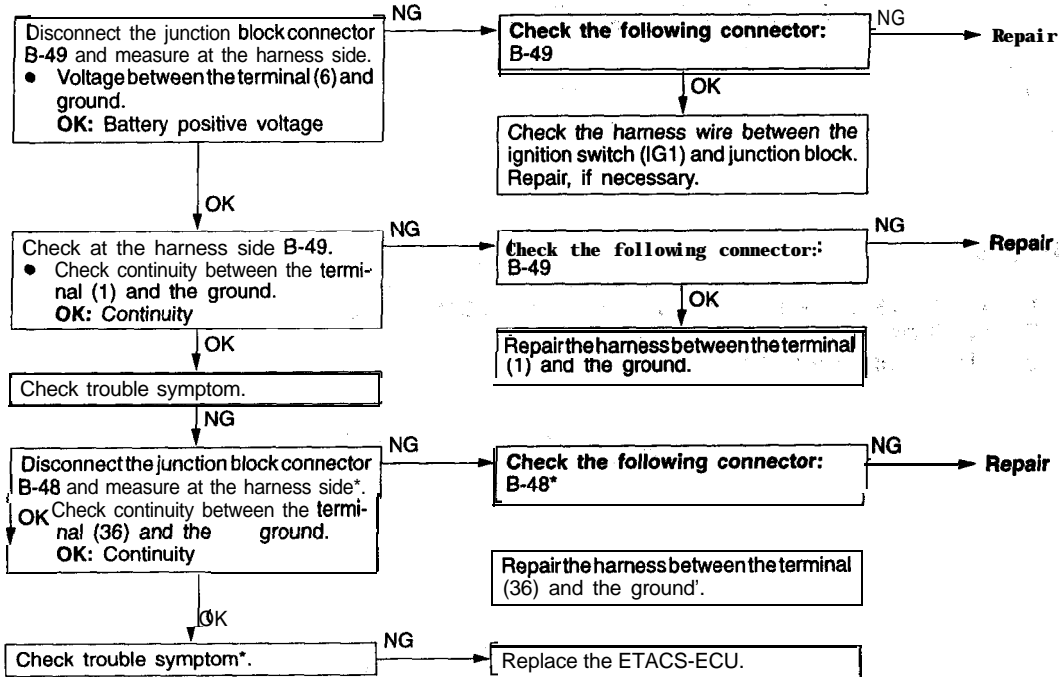 NG
Disconnect the junction block connector
B-49 and measure at the harness side.
● Voltage between the terminal (6) and
ground.
OK: Battery positive voltage
Check the following connector:
B-49
NG
Repair
OK
Check the harness wire between the
ignition switch (IG1) and junction block.
Repair, if necessary.
OK
NG
Check at the harness side B-49.
● Check continuity between the termi-
nal (1) and the ground.
OK: Continuity
Check the following connector::
B-49
NG
Repair
OK
Repair the harness between the terminal
(1) and the ground.
OK
Check trouble symptom.
NG
NG
Disconnect the junction block connector
B-48 and measure at the harness side*.
OK Check continuity between the termi-
nal (36) and the ground.
OK: Continuity
Check the following connector:
B-48*
NG
Repair
Repair the harness between the terminal
(36) and the ground'.
OK
Check trouble symptom*.
NG
Replace the ETACS-ECU.